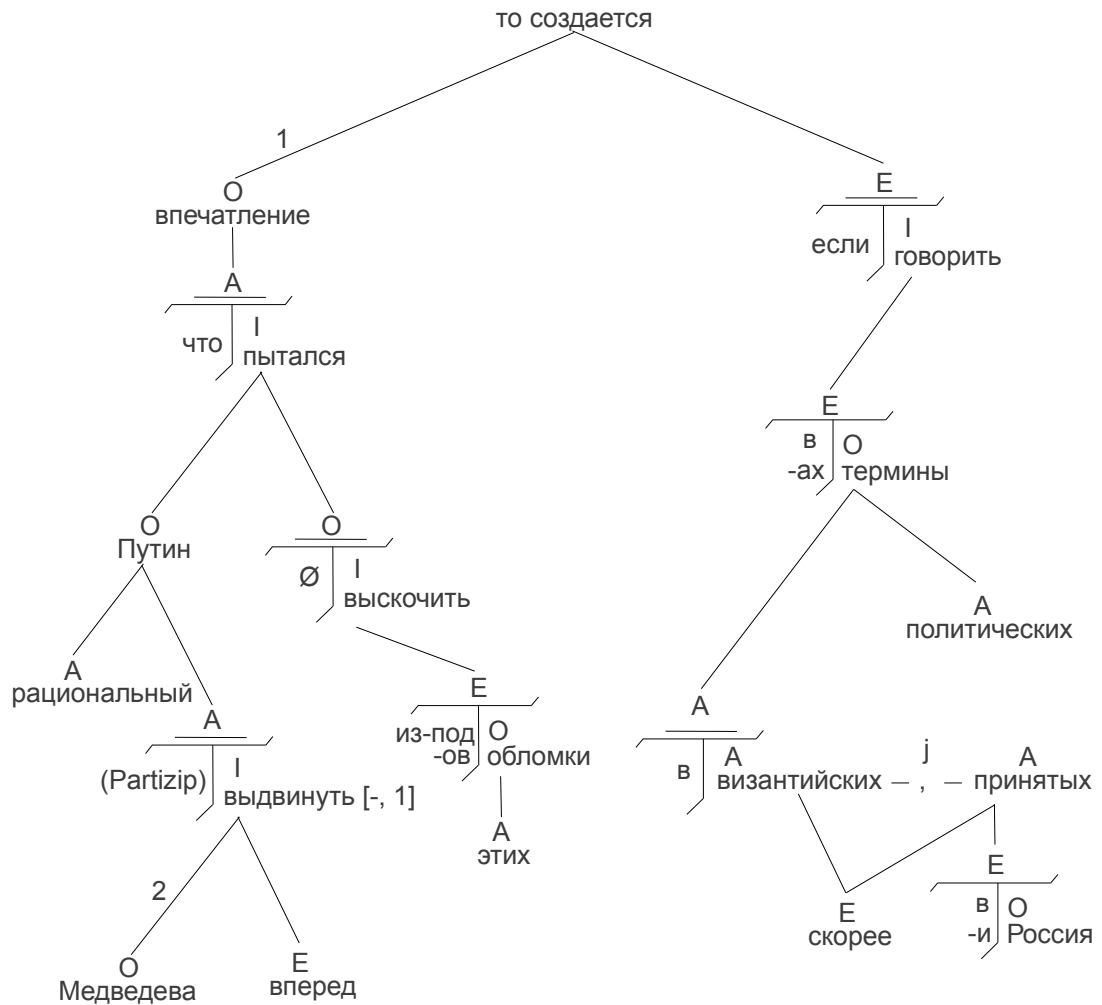 то создается
1
О
впечатление
E
если
I
говорить
A
что
I
пытался
E
в
-ах
О
термины
О
Путин
О
Ø
I
выскочить
A
политических
A
рациональный
A
(Partizip)
I
выдвинуть [-, 1]
E
из-под
-ов
О
обломки
A
этих
A
в
A
византийских
j
— , —
A
принятых
2
О
Медведева
E
вперед
E
скорее
E
в
-и
О
Россия